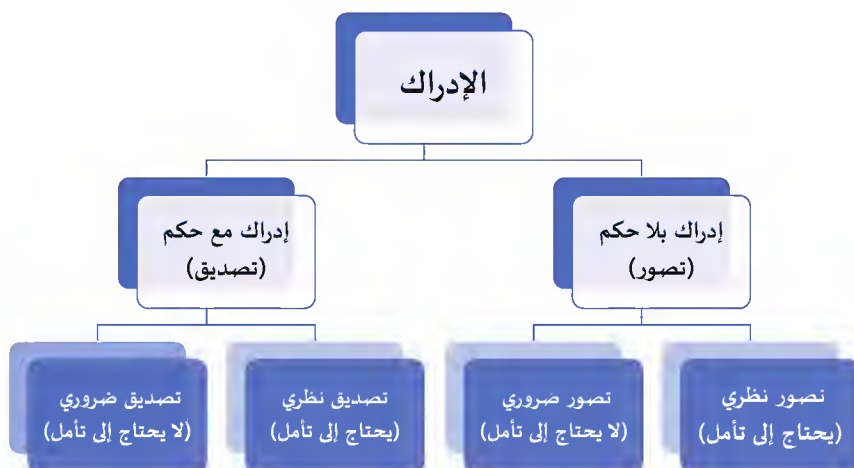 الإدراك
إدراك بلا حكم
(تصور)
إدراك مع حكم
(تصديق)
تصور نظري
(يحتاج إلى تأمل)
تصور ضروري
(لا يحتاج إلى تأمل)
تصديق نظري
(يحتاج إلى تأمل)
تصديق ضروري
(لا يحتاج إلى تأمل)